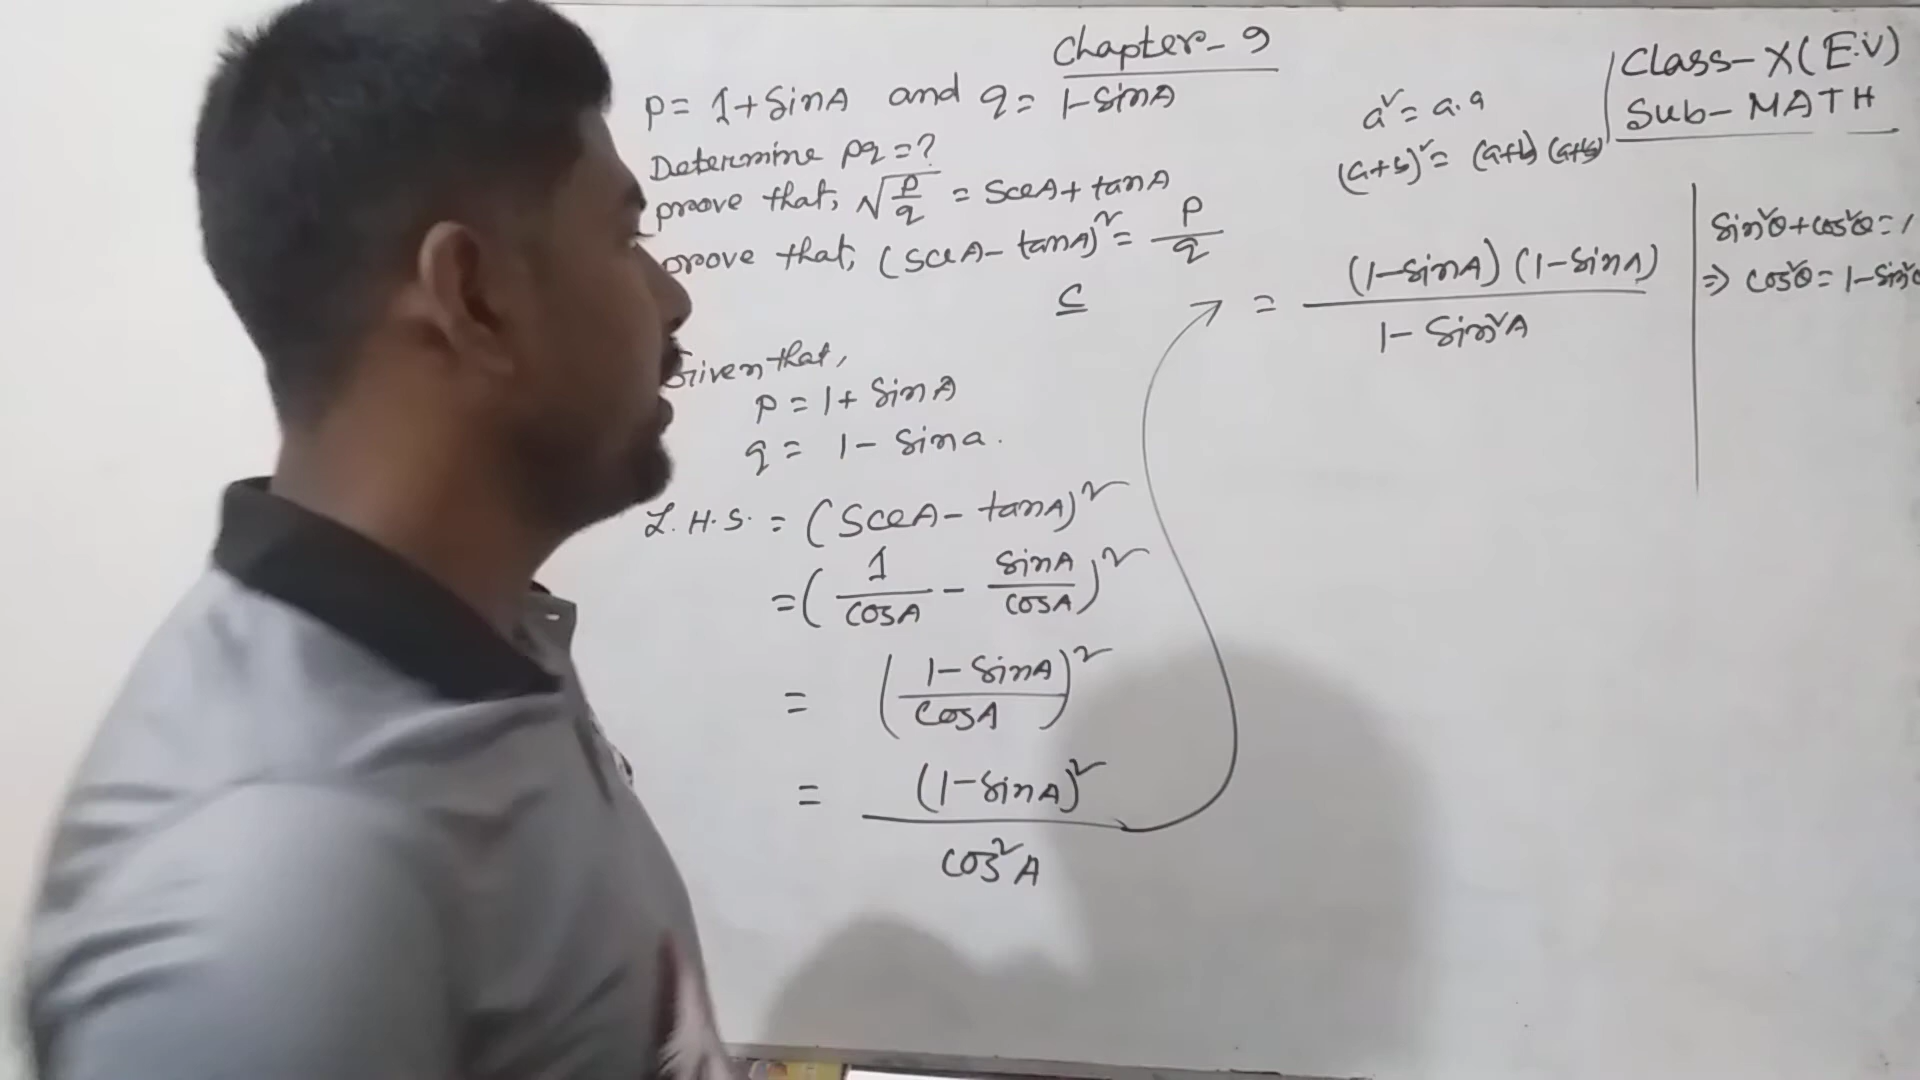 Chapter-9
Class-X(E.V)
Sub-MATH
p = 1+SinA and q = 1-SinA
Determine pq=?
prove that, √(p/q) = SecA+tanA
prove that, (SecA-tanA)² = p/q
C
Given that,
p = 1+SinA
q = 1-Sina.
L.H.S. = (SecA-tanA)²
= (1/COSA - SinA/COSA)²
= (1-SinA/COSA)²
= (1-SinA)²/COS²A
a² = a.a
(a+b)² = (a+b)(a+b)
= (1-SinA)(1-SinA)/1-Sin²A
Sin²θ+Cos²θ=1
⇒ Cos²θ = 1-Sin²θ